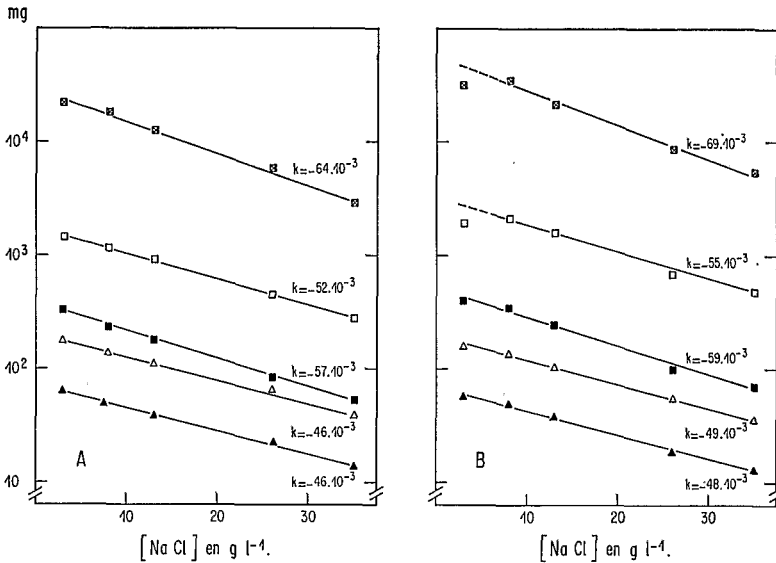 mg
10⁴
10³
10²
10
k=-64.10⁻³
k=-52.10⁻³
k=-57.10⁻³
k=-46.10⁻³
k=-46.10⁻³
A
10 20 30
[Na Cl] en g l⁻¹.
k=-69.10⁻³
k=-55.10⁻³
k=-59.10⁻³
k=-49.10⁻³
k=-48.10⁻³
B
10 20 30
[Na Cl] en g l⁻¹.